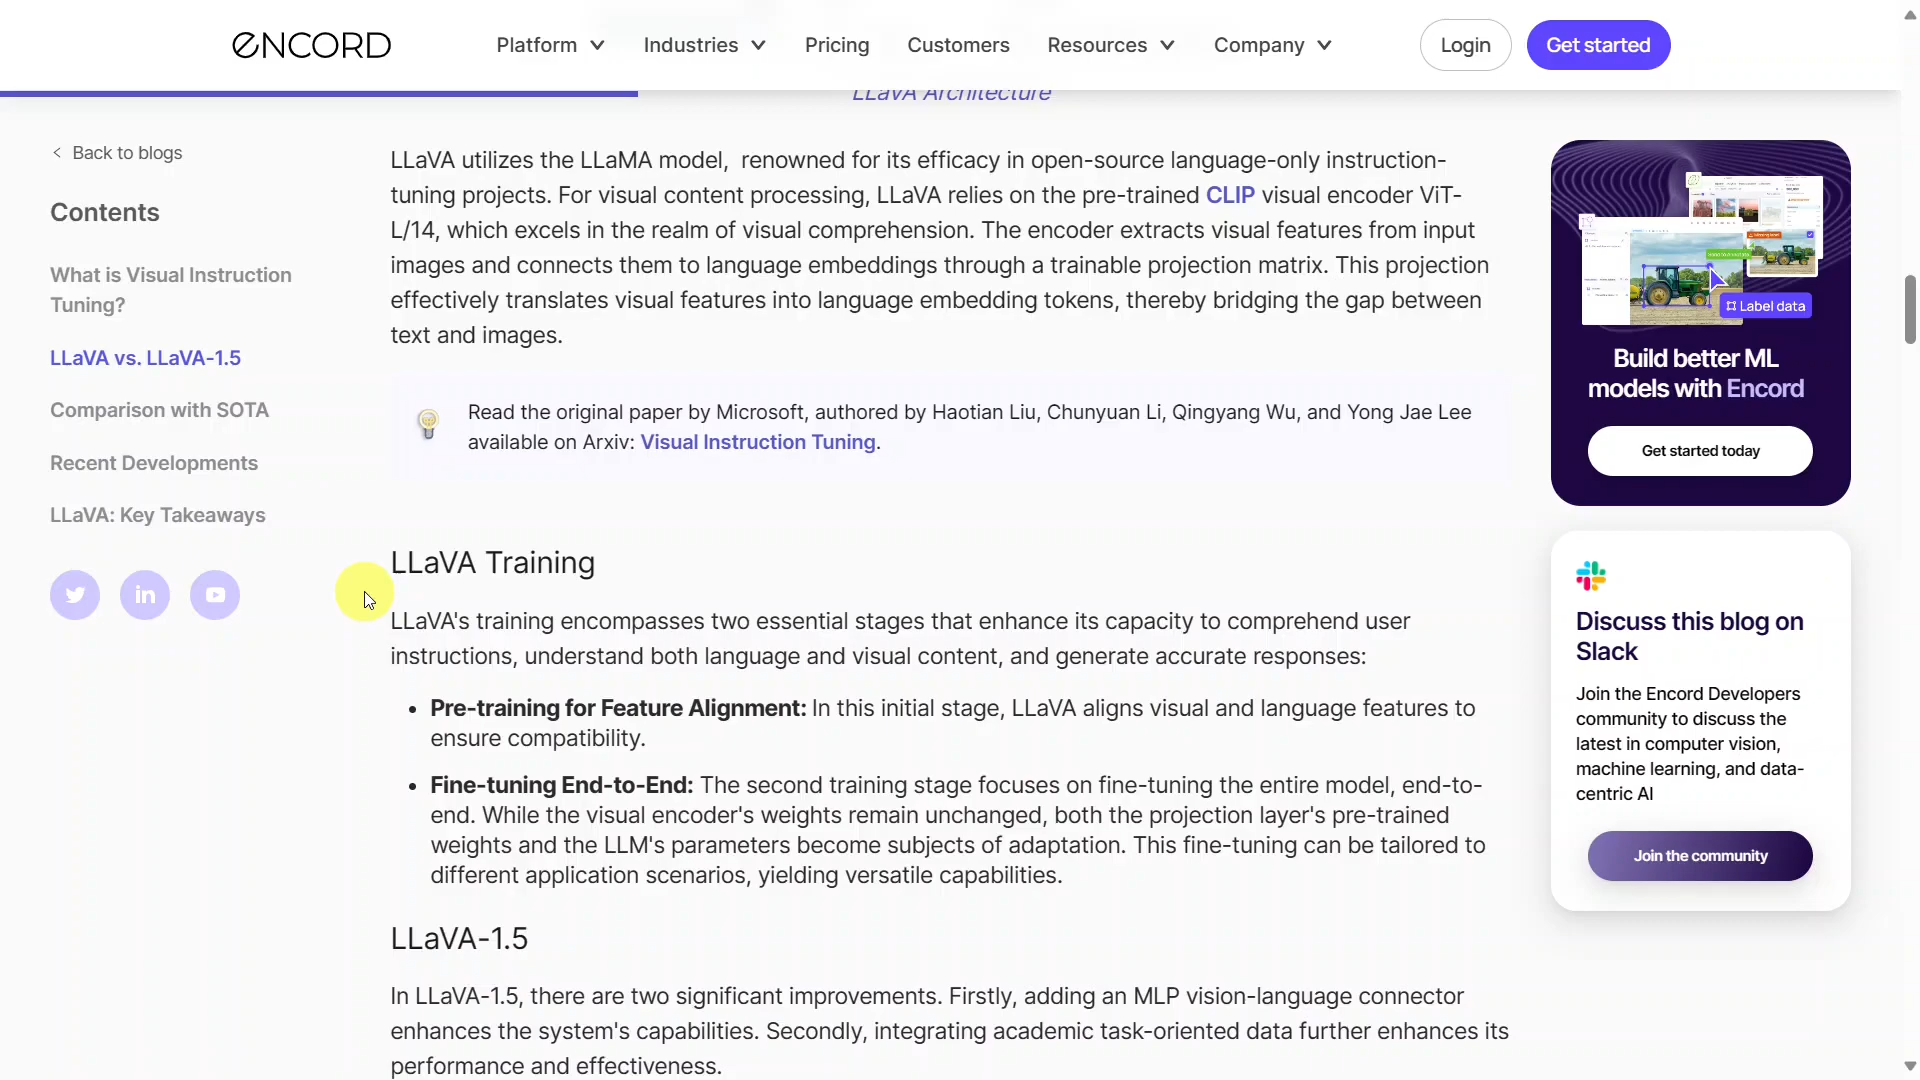 ENCORD
Platform
Industries
Pricing
Customers
Resources
Company
Login
Get started
LLaVA Architecture
Back to blogs
Contents
What is Visual Instruction
Tuning?
LLaVA vs. LLaVA-1.5
Comparison with SOTA
Recent Developments
LLaVA: Key Takeaways
LLaVA utilizes the LLaMA model,  renowned for its efficacy in open-source language-only instruction-
tuning projects. For visual content processing, LLaVA relies on the pre-trained CLIP visual encoder ViT-
L/14, which excels in the realm of visual comprehension. The encoder extracts visual features from input
images and connects them to language embeddings through a trainable projection matrix. This projection
effectively translates visual features into language embedding tokens, thereby bridging the gap between
text and images.
Read the original paper by Microsoft, authored by Haotian Liu, Chunyuan Li, Qingyang Wu, and Yong Jae Lee
available on Arxiv: Visual Instruction Tuning.
LLaVA Training
LLaVA's training encompasses two essential stages that enhance its capacity to comprehend user
instructions, understand both language and visual content, and generate accurate responses:
• Pre-training for Feature Alignment: In this initial stage, LLaVA aligns visual and language features to
ensure compatibility.
• Fine-tuning End-to-End: The second training stage focuses on fine-tuning the entire model, end-to-
end. While the visual encoder's weights remain unchanged, both the projection layer's pre-trained
weights and the LLM's parameters become subjects of adaptation. This fine-tuning can be tailored to
different application scenarios, yielding versatile capabilities.
LLaVA-1.5
In LLaVA-1.5, there are two significant improvements. Firstly, adding an MLP vision-language connector
enhances the system's capabilities. Secondly, integrating academic task-oriented data further enhances its
performance and effectiveness.
Label data
Build better ML
models with Encord
Get started today
Discuss this blog on
Slack
Join the Encord Developers
community to discuss the
latest in computer vision,
machine learning, and data-
centric AI
Join the community